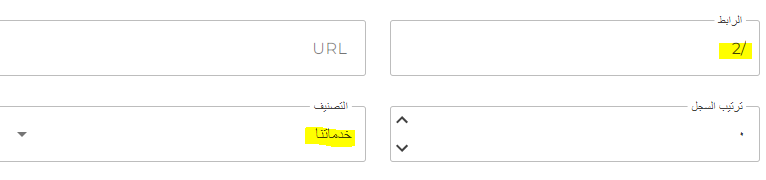 الرابط
2/
URL
ترتيب السجل
٠
التصنيف
خدماتنا